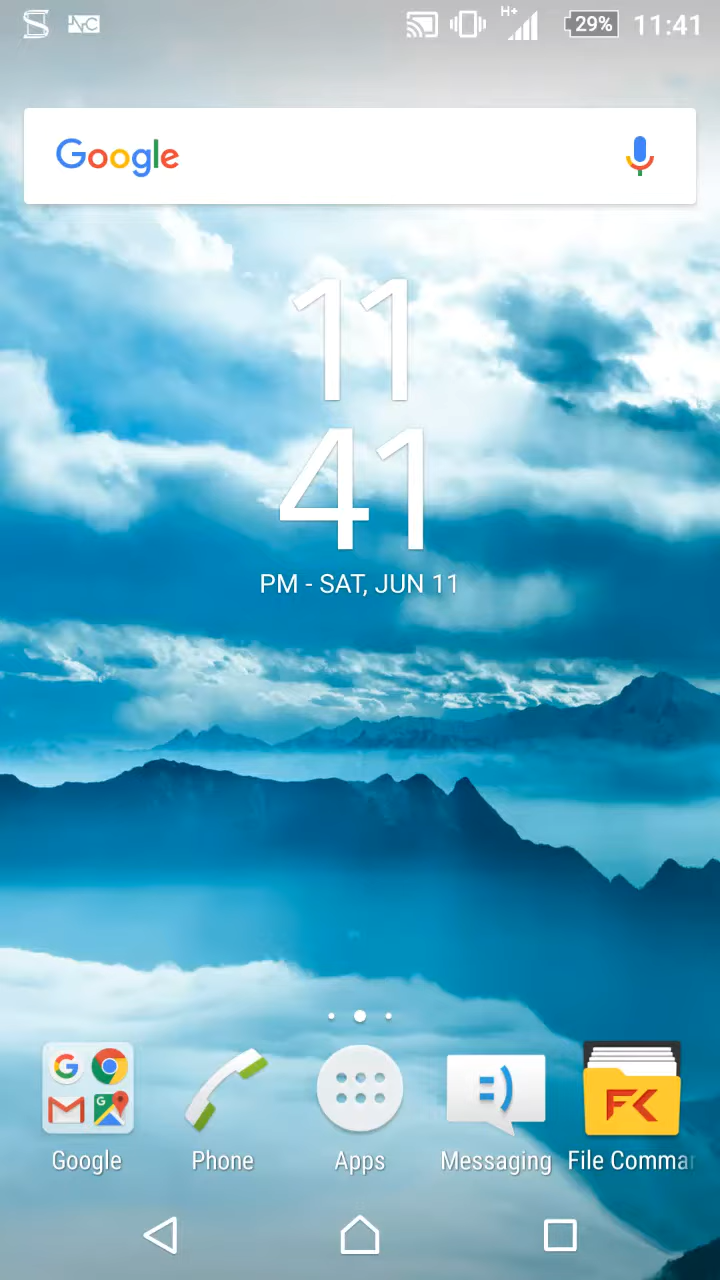 H+
29%
11:41
Google
11
41
PM - SAT, JUN 11
Google
Phone
Apps
Messaging
File Commar